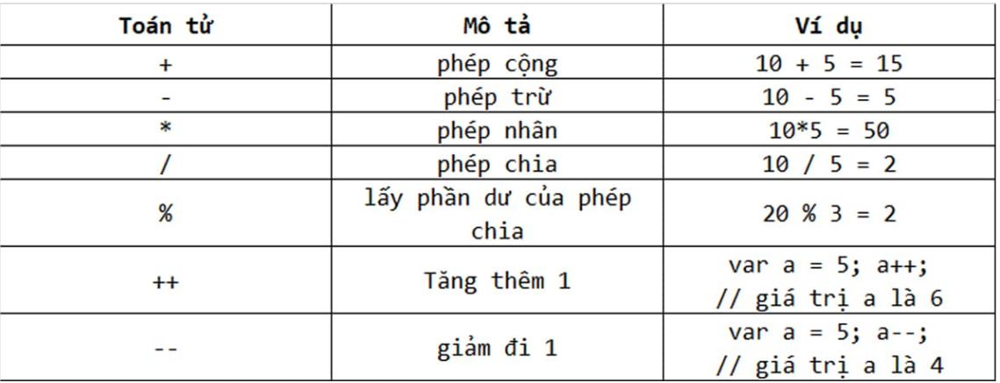 Toán tử Mô tả Ví dụ
+ phép cộng 10 + 5 = 15
- phép trừ 10 - 5 = 5
* phép nhân 10*5 = 50
/ phép chia 10 / 5 = 2
% lấy phần dư của phép chia 20 % 3 = 2
++ Tăng thêm 1 var a = 5; a++;
// giá trị a là 6
-- giảm đi 1 var a = 5; a--;
// giá trị a là 4